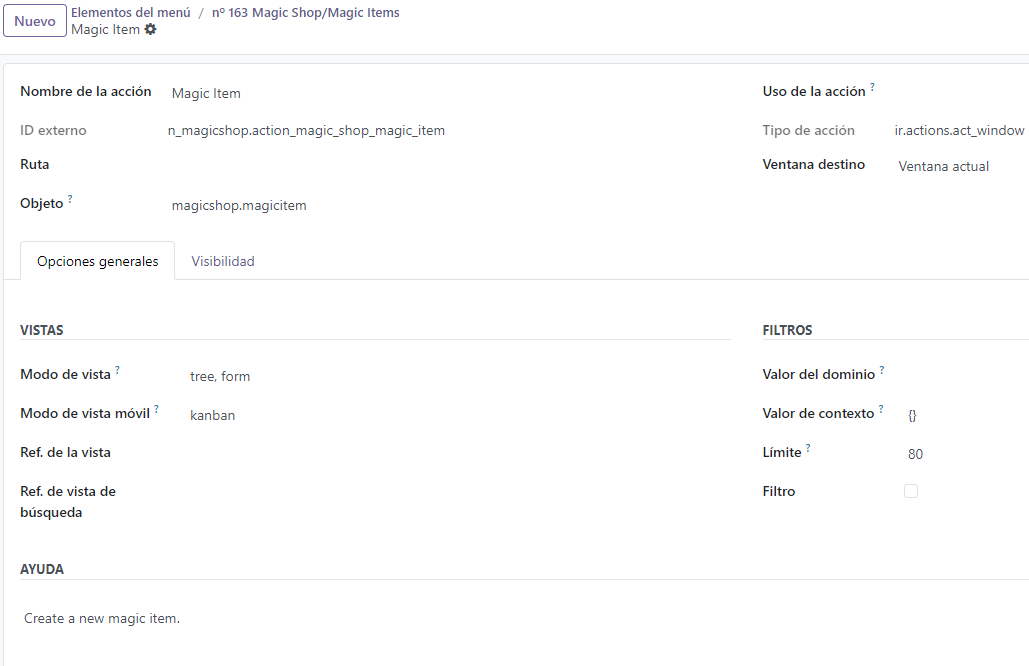 Nuevo
Elementos del menú / nº 163 Magic Shop/Magic Items
Magic Item
Nombre de la acción Magic Item
Uso de la acción ?
ID externo n_magicshop.action_magic_shop_magic_item
Tipo de acción ir.actions.act_window
Ruta
Ventana destino Ventana actual
Objeto ? magicshop.magicitem
Opciones generales Visibilidad
VISTAS
FILTROS
Modo de vista ? tree, form
Valor del dominio ?
Modo de vista móvil ? kanban
Valor de contexto ? {}
Ref. de la vista
Límite ? 80
Ref. de vista de
búsqueda
Filtro
AYUDA
Create a new magic item.